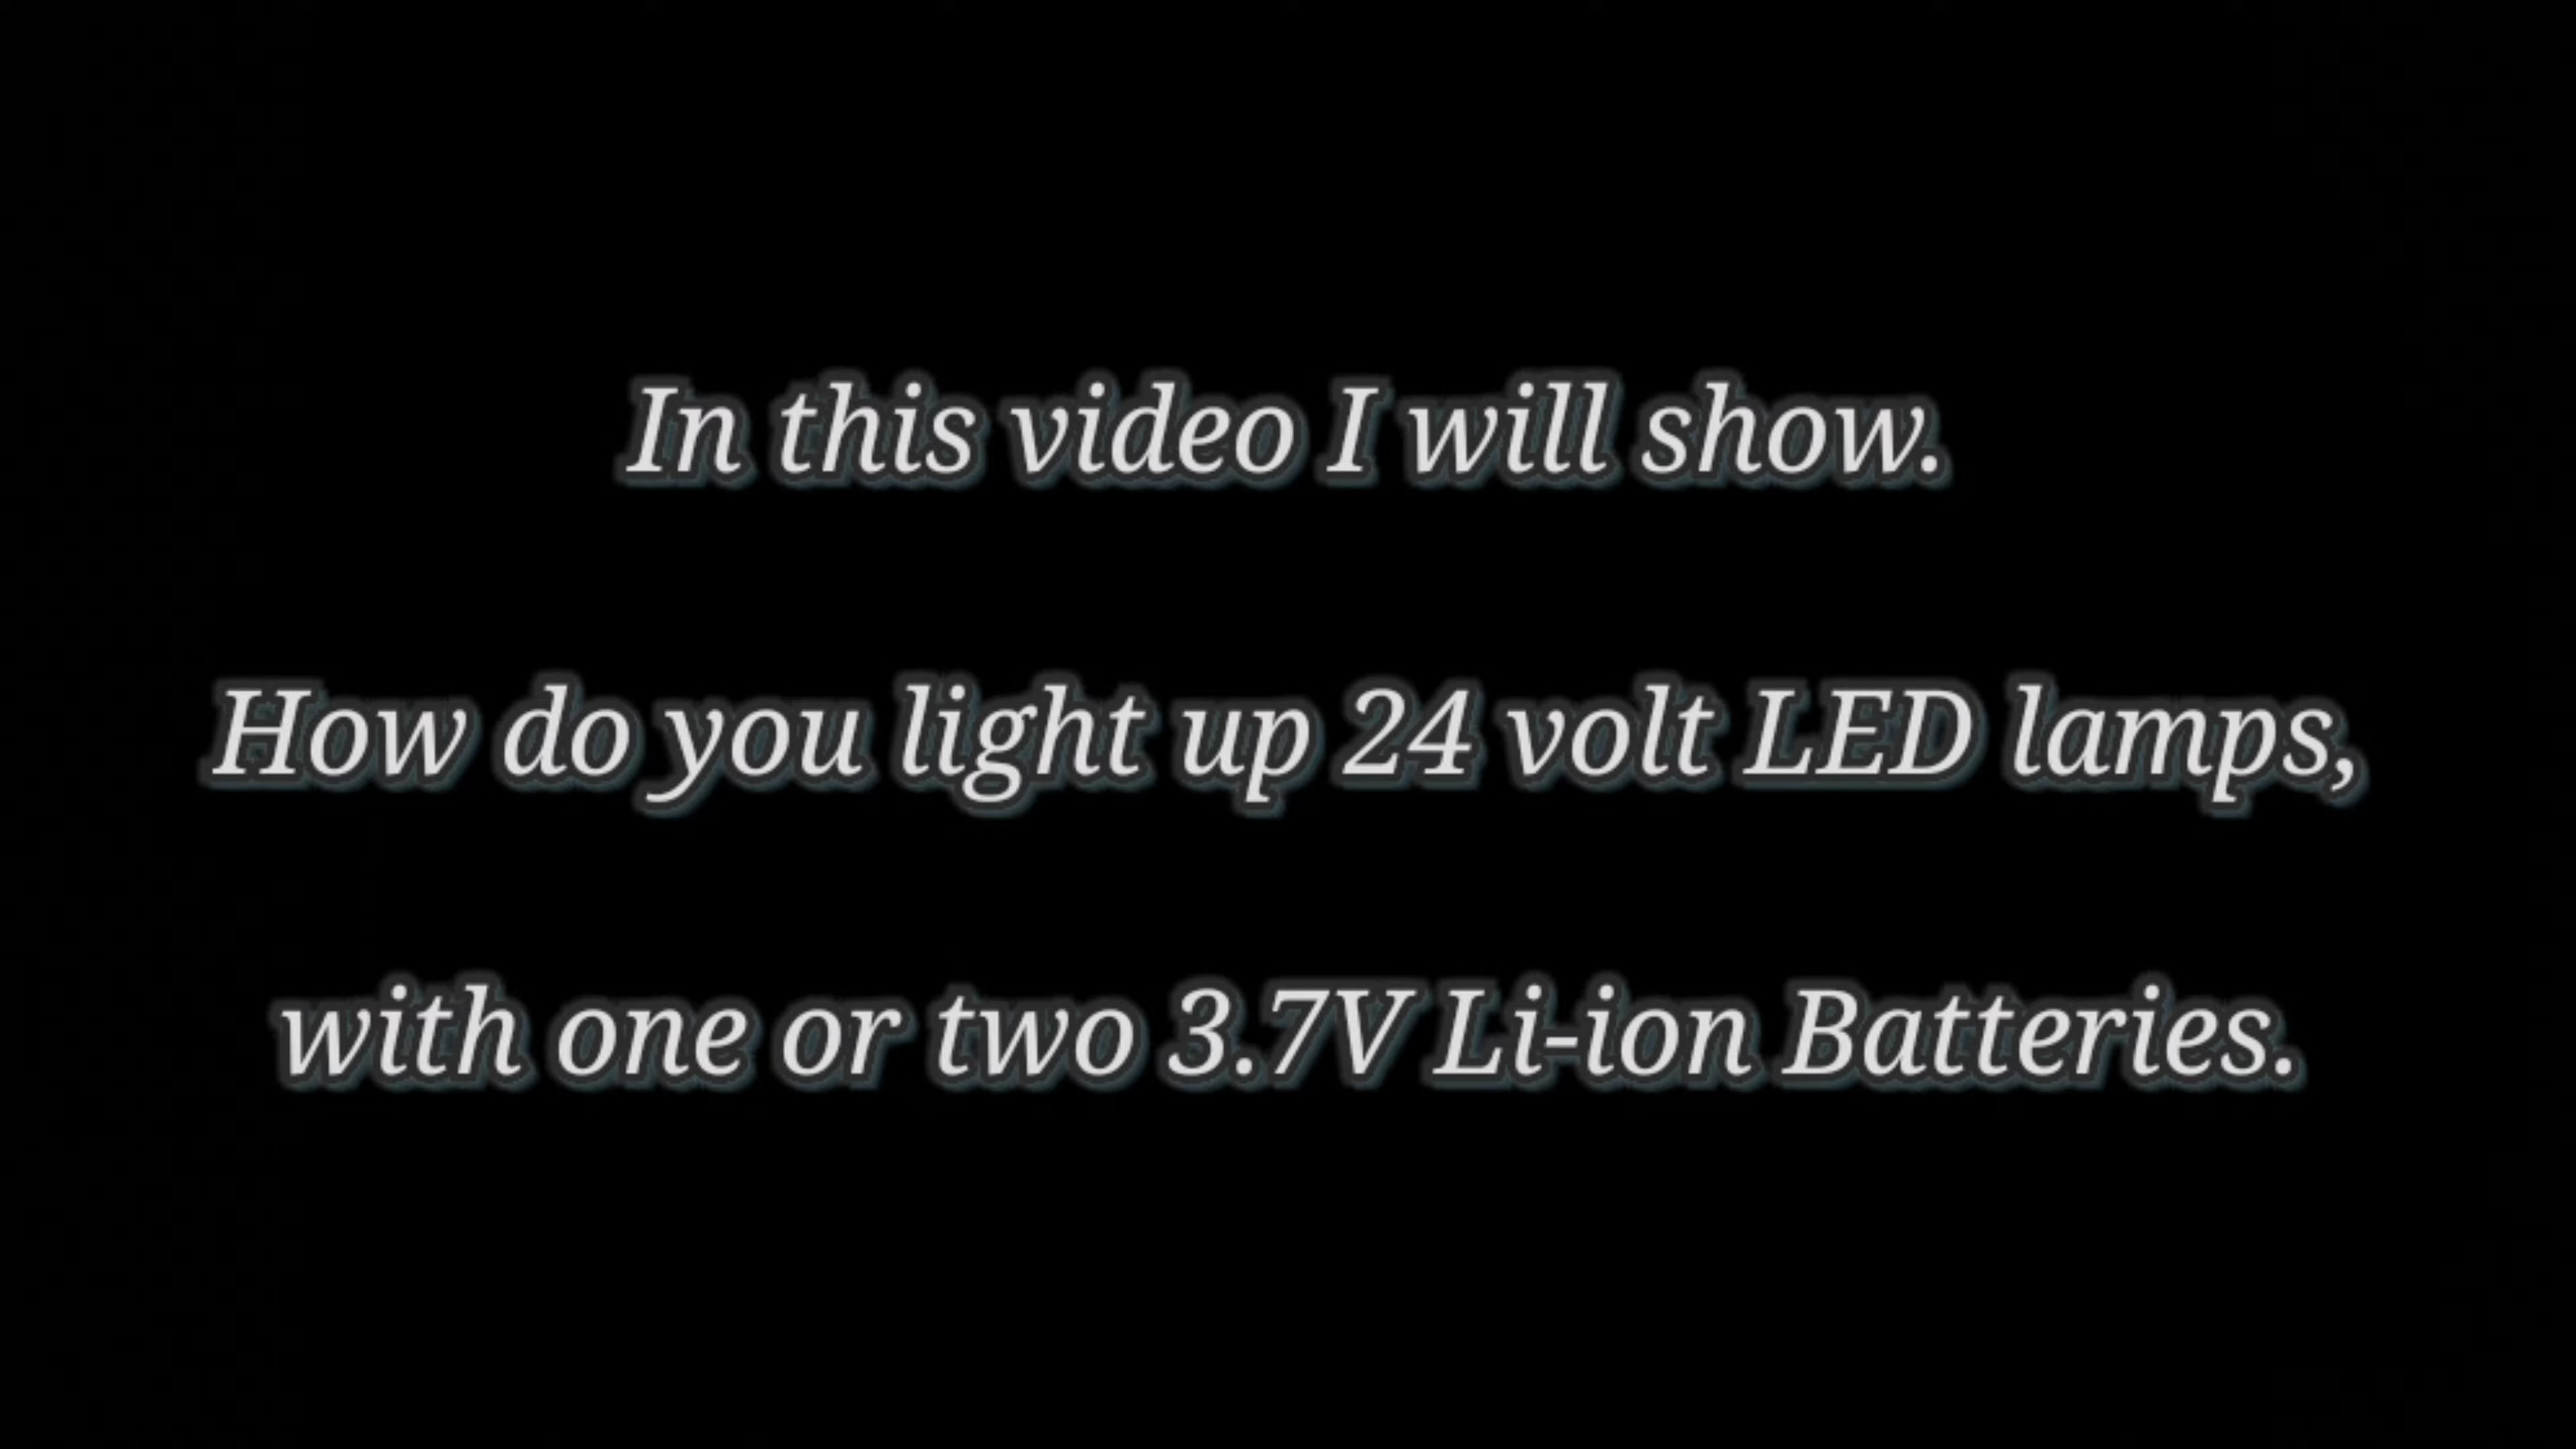 In this video I will show.
How do you light up 24 volt LED lamps,
with one or two 3.7V Li-ion Batteries.